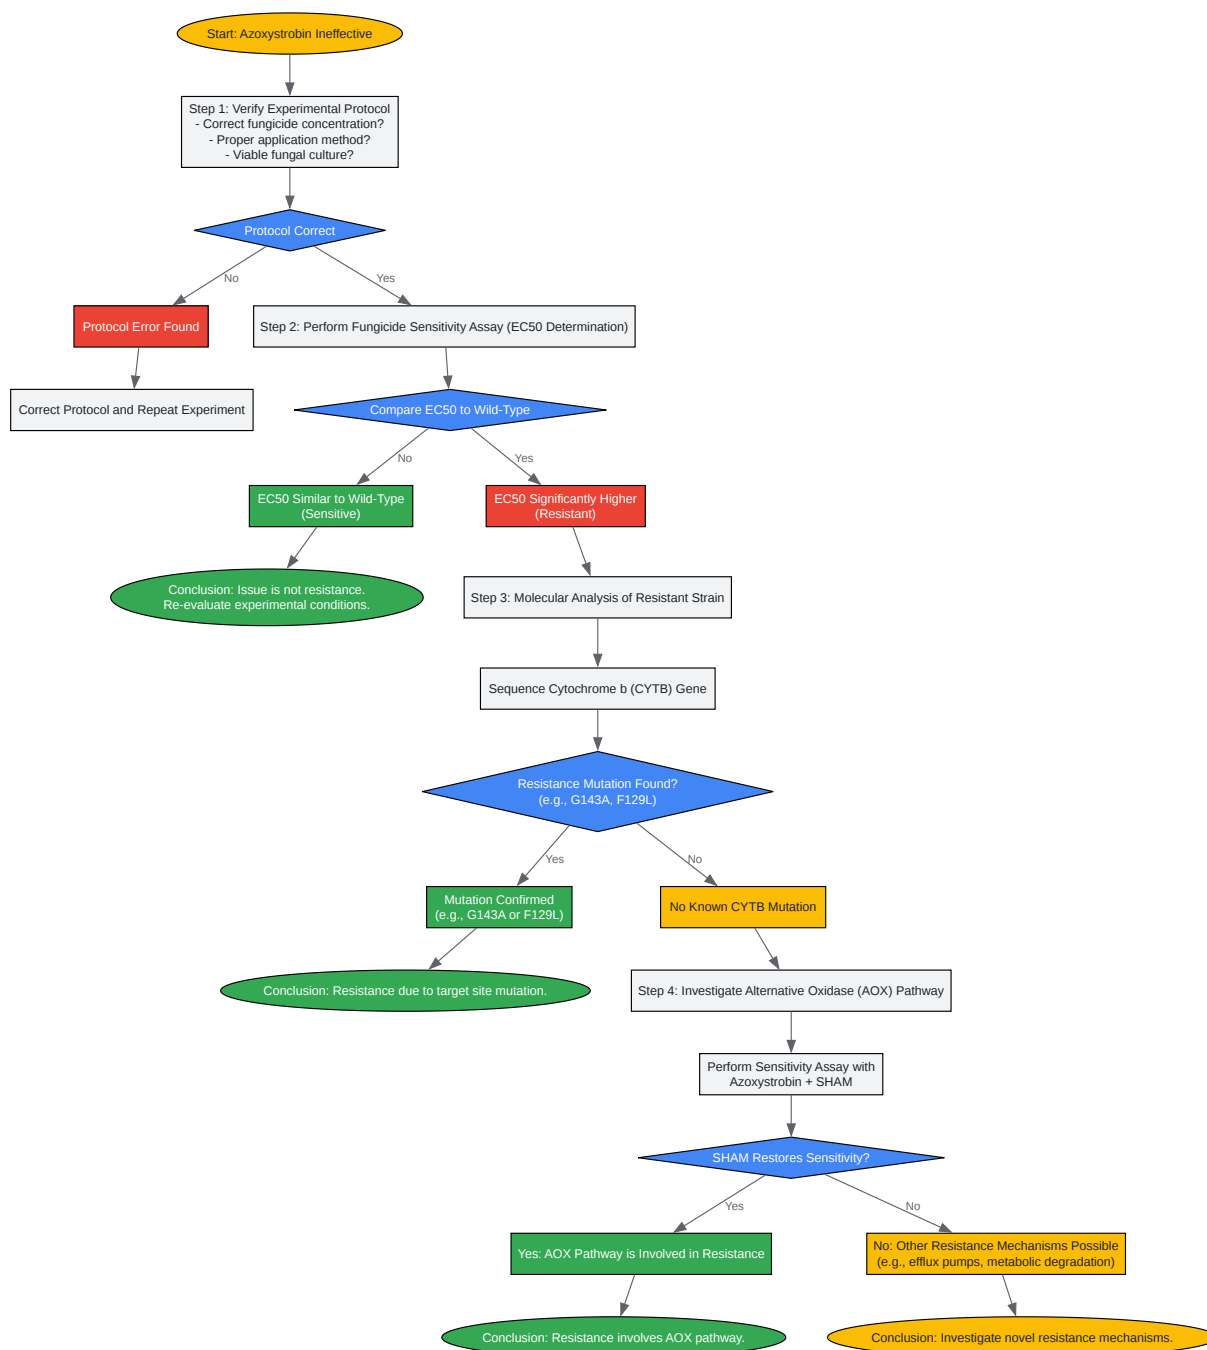 Start: Azoxystrobin Ineffective
Step 1: Verify Experimental Protocol
- Correct fungicide concentration?
- Proper application method?
- Viable fungal culture?
Protocol Correct
No
Yes
Protocol Error Found
Step 2: Perform Fungicide Sensitivity Assay (EC50 Determination)
Correct Protocol and Repeat Experiment
Compare EC50 to Wild-Type
No
Yes
EC50 Similar to Wild-Type
(Sensitive)
EC50 Significantly Higher
(Resistant)
Conclusion: Issue is not resistance.
Re-evaluate experimental conditions.
Step 3: Molecular Analysis of Resistant Strain
Sequence Cytochrome b (CYTB) Gene
Resistance Mutation Found?
(e.g., G143A, F129L)
Yes
No
Mutation Confirmed
(e.g., G143A or F129L)
No Known CYTB Mutation
Conclusion: Resistance due to target site mutation.
Step 4: Investigate Alternative Oxidase (AOX) Pathway
Perform Sensitivity Assay with
Azoxystrobin + SHAM
SHAM Restores Sensitivity?
Yes
No
Yes: AOX Pathway is Involved in Resistance
No: Other Resistance Mechanisms Possible
(e.g., efflux pumps, metabolic degradation)
Conclusion: Resistance involves AOX pathway.
Conclusion: Investigate novel resistance mechanisms.